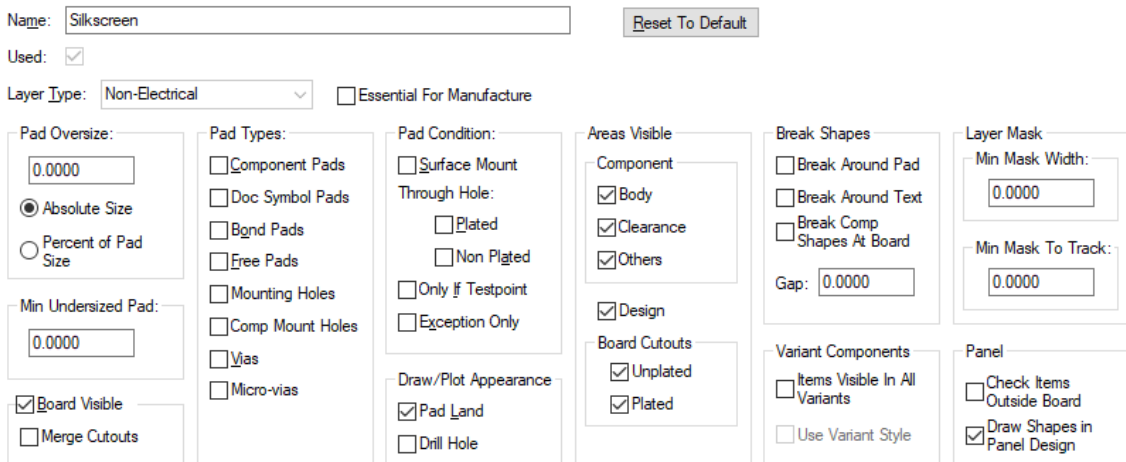 Name: Silkscreen
Reset To Default
Used:
Layer Type: Non-Electrical
Essential For Manufacture
Pad Oversize:
0.0000
Absolute Size
Percent of Pad
Size
Min Undersized Pad:
0.0000
Board Visible
Merge Cutouts
Pad Types:
Component Pads
Doc Symbol Pads
Bond Pads
Free Pads
Mounting Holes
Comp Mount Holes
Vias
Micro-vias
Pad Condition:
Surface Mount
Through Hole:
Plated
Non Plated
Only If Testpoint
Exception Only
Draw/Plot Appearance
Pad Land
Drill Hole
Areas Visible
Component
Body
Clearance
Others
Design
Board Cutouts
Unplated
Plated
Break Shapes
Break Around Pad
Break Around Text
Break Comp
Shapes At Board
Gap: 0.0000
Variant Components
Items Visible In All
Variants
Use Variant Style
Layer Mask
Min Mask Width:
0.0000
Min Mask To Track:
0.0000
Panel
Check Items
Outside Board
Draw Shapes in
Panel Design